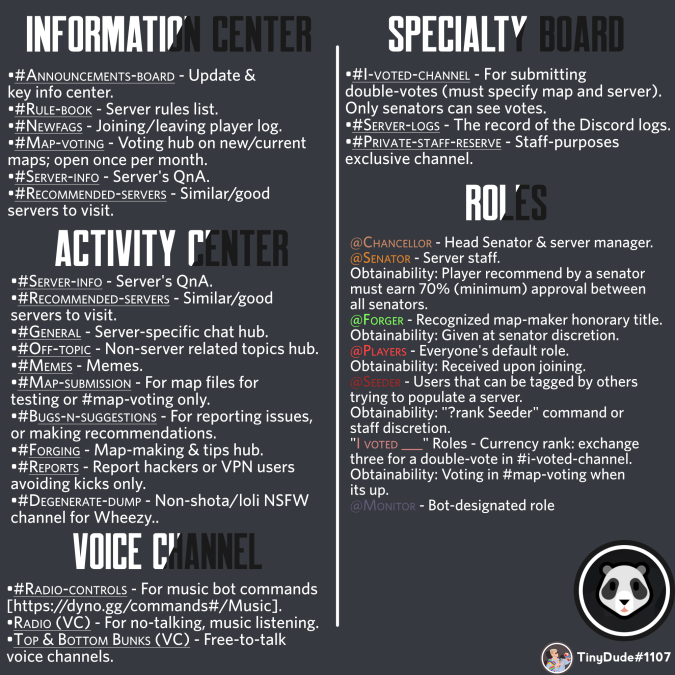 INFORMATION CENTER
•#Announcements-board - Update &
key info center.
•#Rule-book - Server rules list.
•#Newfags - Joining/leaving player log.
•#Map-voting - Voting hub on new/current
maps; open once per month.
•#Server-info - Server's QnA.
•#Recommended-servers - Similar/good
servers to visit.
ACTIVITY CENTER
•#Server-info - Server's QnA.
•#Recommended-servers - Similar/good
servers to visit.
•#General - Server-specific chat hub.
•#Off-topic - Non-server related topics hub.
•#Memes - Memes.
•#Map-submission - For map files for
testing or #map-voting only.
•#Bugs-n-suggestions - For reporting issues,
or making recommendations.
•#Forging - Map-making & tips hub.
•#Reports - Report hackers or VPN users
avoiding kicks only.
•#Degenerate-dump - Non-shota/loli NSFW
channel for Wheezy..
VOICE CHANNEL
•#Radio-controls - For music bot commands
[https://dyno.gg/commands#/Music].
•Radio (VC) - For no-talking, music listening.
•Top & Bottom Bunks (VC) - Free-to-talk
voice channels.
SPECIALTY BOARD
•#I-voted-channel - For submitting
double-votes (must specify map and server).
Only senators can see votes.
•#Server-logs - The record of the Discord logs.
•#Private-staff-reserve - Staff-purposes
exclusive channel.
ROLES
@Chancellor - Head Senator & server manager.
@Senator - Server staff.
Obtainability: Player recommend by a senator
must earn 70% (minimum) approval between
all senators.
@Forger - Recognized map-maker honorary title.
Obtainability: Given at senator discretion.
@Players - Everyone's default role.
Obtainability: Received upon joining.
@Seeder - Users that can be tagged by others
trying to populate a server.
Obtainability: "?rank Seeder" command or
staff discretion.
"I voted ___" Roles - Currency rank: exchange
three for a double-vote in #i-voted-channel.
Obtainability: Voting in #map-voting when
its up.
@Monitor - Bot-designated role
TinyDude#1107